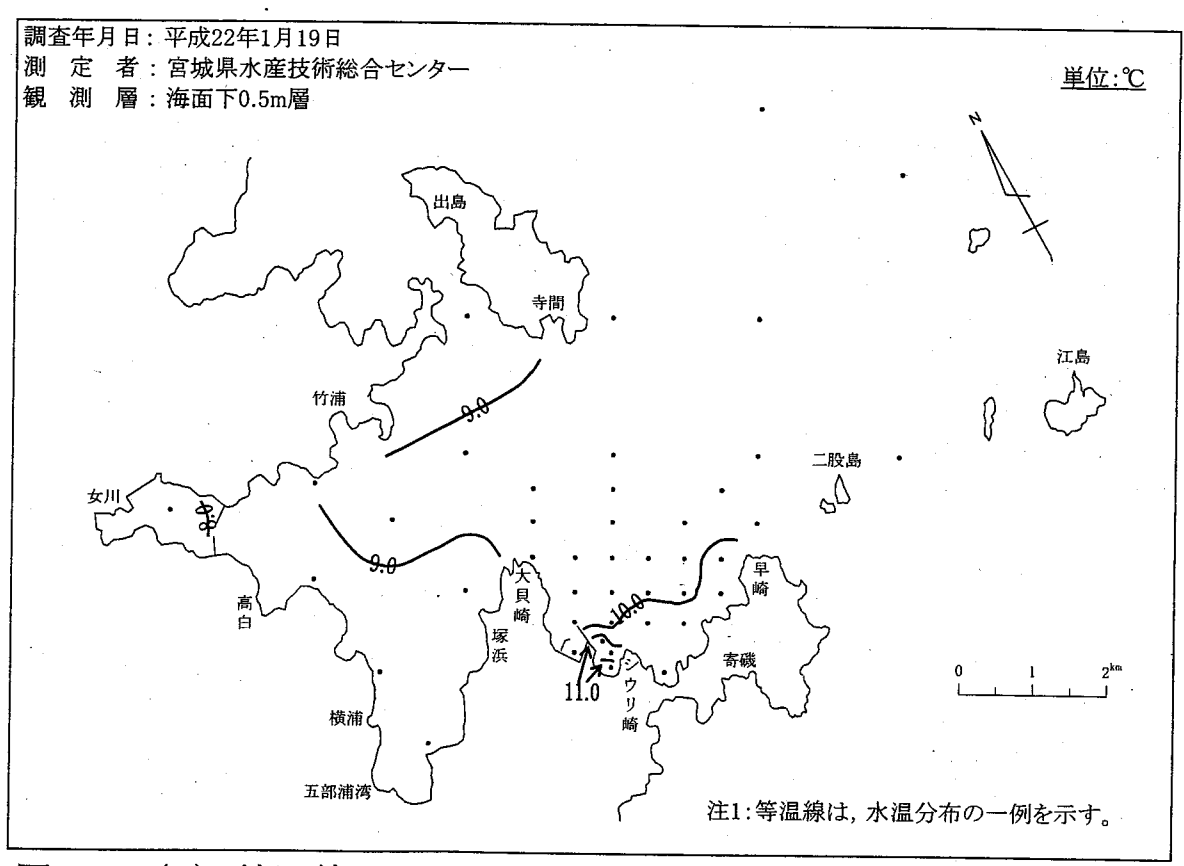 調査年月日：平成22年1月19日
測 定 者：宮城県水産技術総合センター
観 測 層：海面下0.5m層
単位:℃
N
出島
寺間
江島
竹浦
9.0
二股島
女川
8.0
9.0
大貝崎
早崎
高白
10.0
塚浜
シウリ崎
寄磯
11.0
横浦
0 1 2km
五部浦湾
注1:等温線は，水温分布の一例を示す。